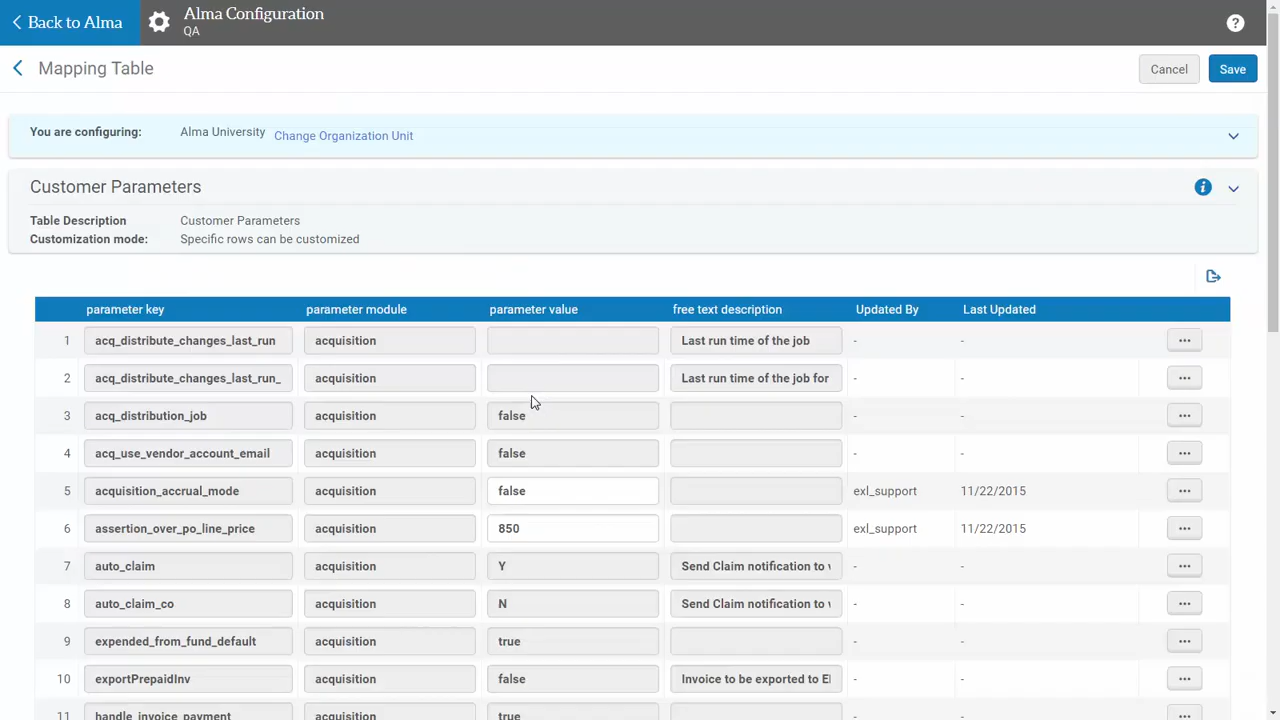 Back to Alma
Alma Configuration
QA
?
Mapping Table
Cancel
Save
You are configuring:
Alma University
Change Organization Unit
Customer Parameters
i
Table Description
Customer Parameters
Customization mode:
Specific rows can be customized
parameter key parameter module parameter value free text description Updated By Last Updated
1 acq_distribute_changes_last_run acquisition Last run time of the job - - ...
2 acq_distribute_changes_last_run_ acquisition Last run time of the job for - - ...
3 acq_distribution_job acquisition false - - ...
4 acq_use_vendor_account_email acquisition false - - ...
5 acquisition_accrual_mode acquisition false exl_support 11/22/2015 ...
6 assertion_over_po_line_price acquisition 850 exl_support 11/22/2015 ...
7 auto_claim acquisition Y Send Claim notification to - - ...
8 auto_claim_co acquisition N Send Claim notification to - - ...
9 expended_from_fund_default acquisition true - - ...
10 exportPrepaidInv acquisition false Invoice to be exported to - - ...
11 handle_invoice_payment acquisition true